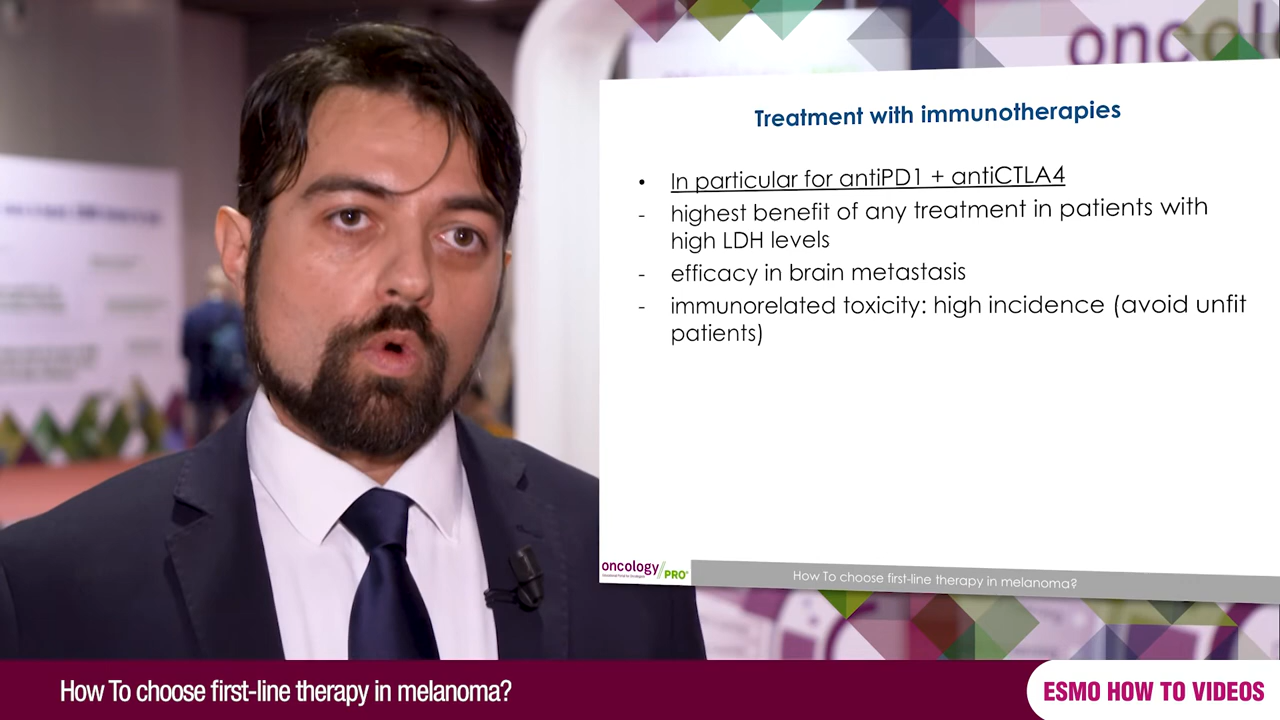 oncolo
Treatment with immunotherapies
• In particular for antiPD1 + antiCTLA4
- highest benefit of any treatment in patients with
high LDH levels
- efficacy in brain metastasis
- immunorelated toxicity: high incidence (avoid unfit
patients)
oncology//PRO®
How To choose first-line therapy in melanoma?
How To choose first-line therapy in melanoma?
ESMO HOW TO VIDEOS